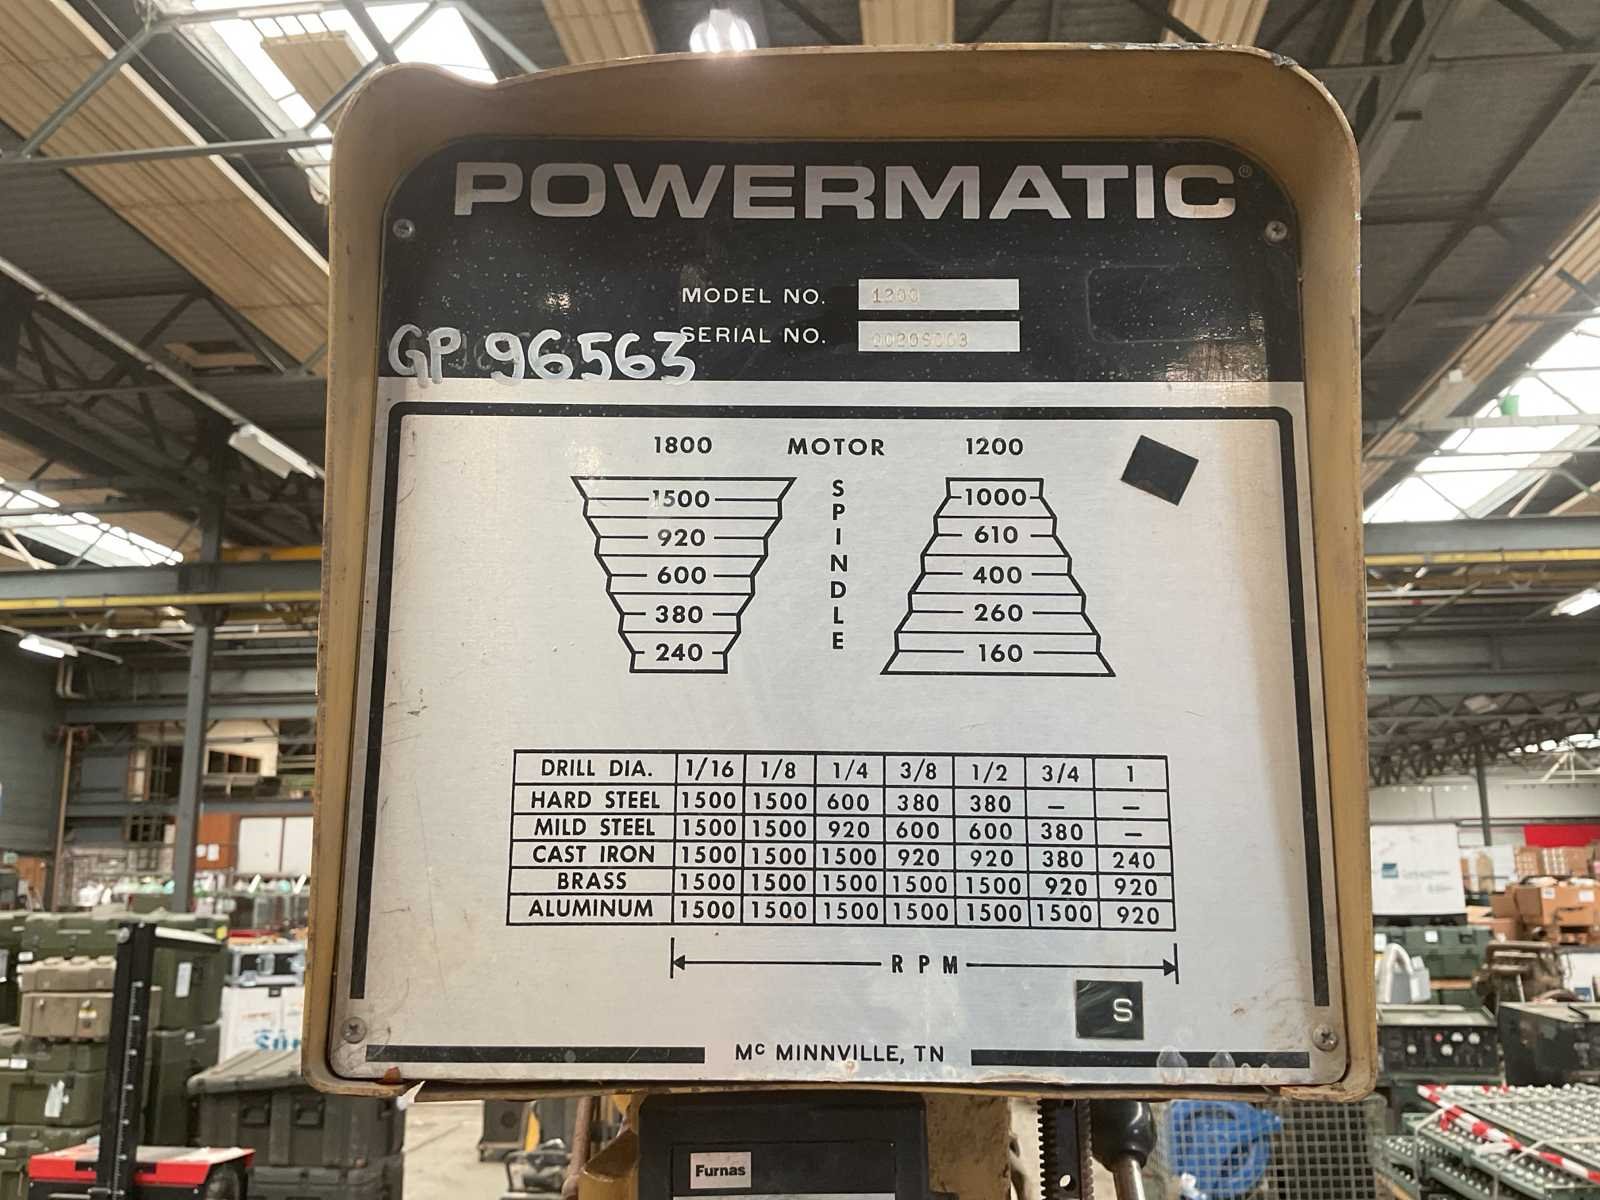 POWERMATIC®
MODEL NO. 1200
SERIAL NO.
GP 96563
1800 MOTOR 1200
SPINDLE
1500 1000
920 610
600 400
380 260
240 160
DRILL DIA. 1/16 1/8 1/4 3/8 1/2 3/4 1
HARD STEEL 1500 1500 600 380 380 — —
MILD STEEL 1500 1500 920 600 600 380 —
CAST IRON 1500 1500 1500 920 920 380 240
BRASS 1500 1500 1500 1500 1500 920 920
ALUMINUM 1500 1500 1500 1500 1500 1500 920
RPM
S
Mc MINNVILLE, TN
Furnas